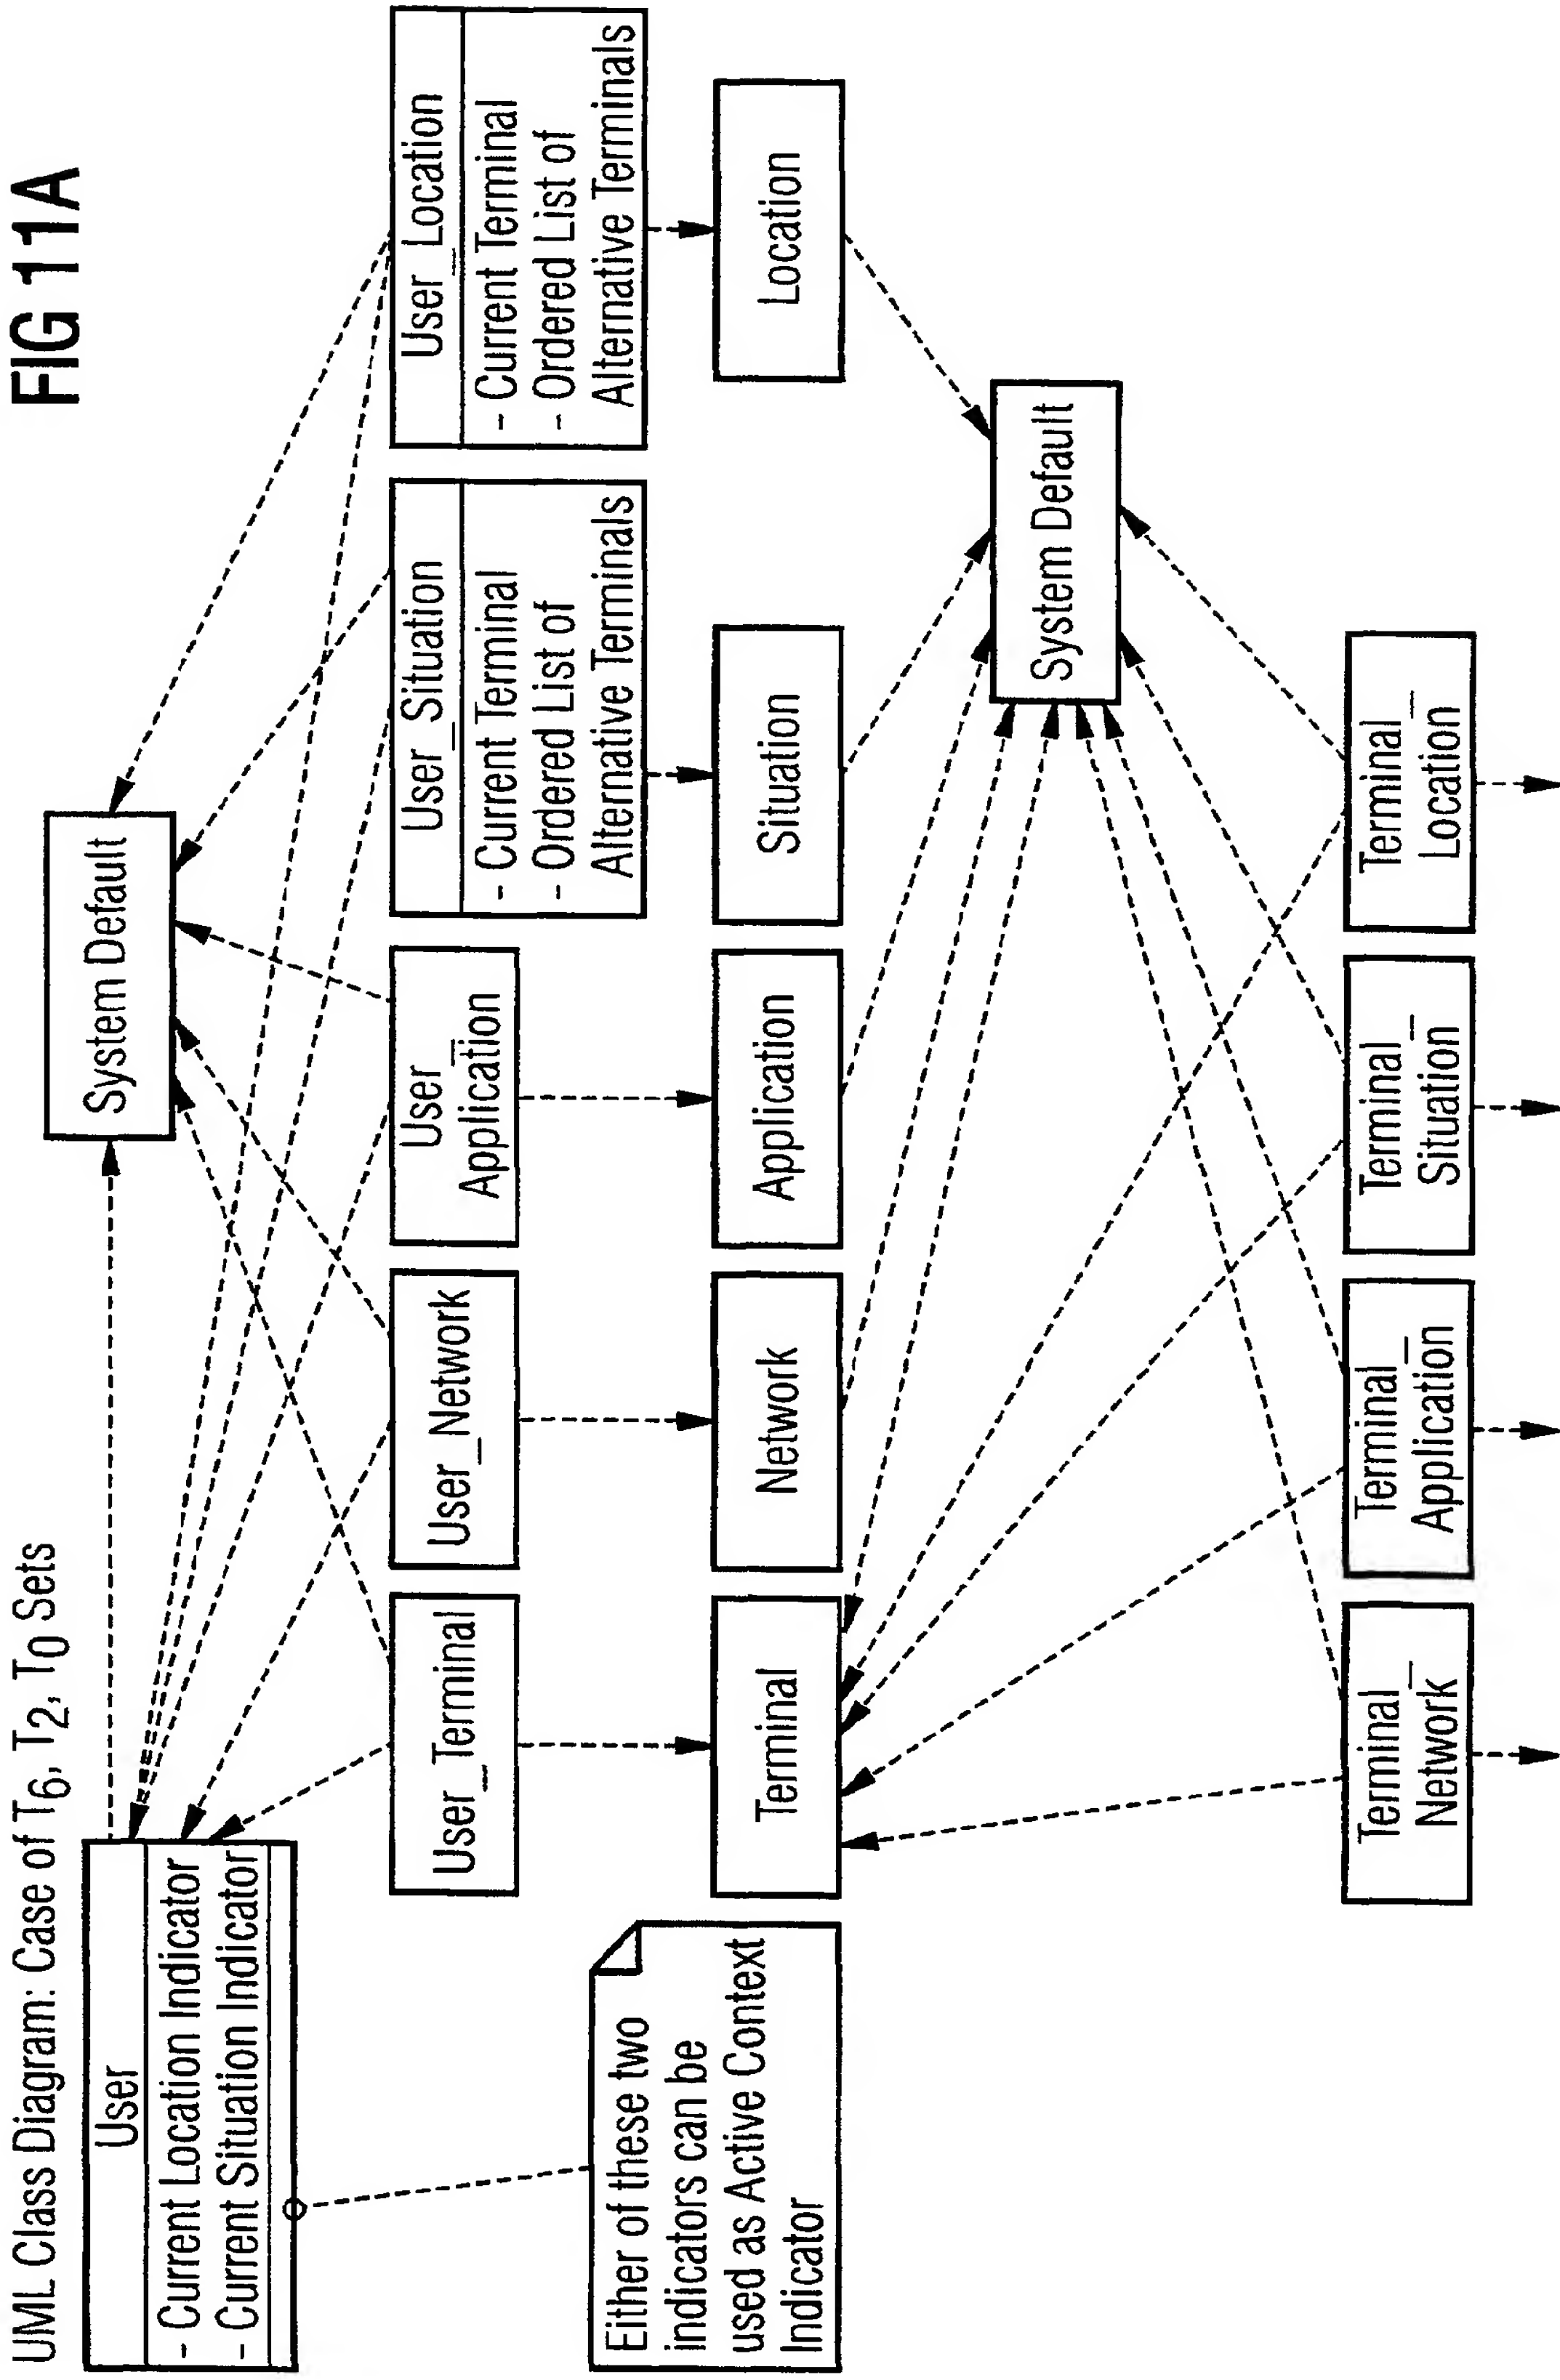 FIG 11A
UML Class Diagram: Case of T6, T2, T0 Sets
User
- Current Location Indicator
- Current Situation Indicator
System Default
User_Terminal
User_Network
User_
Application
User_Situation
- Current Terminal
- Ordered List of
Alternative Terminals
User_Location
- Current Terminal
- Ordered List of
Alternative Terminals
Either of these two
indicators can be
used as Active Context
Indicator
Terminal
Network
Application
Situation
Location
System Default
Terminal_
Network
Terminal_
Application
Terminal_
Situation
Terminal_
Location